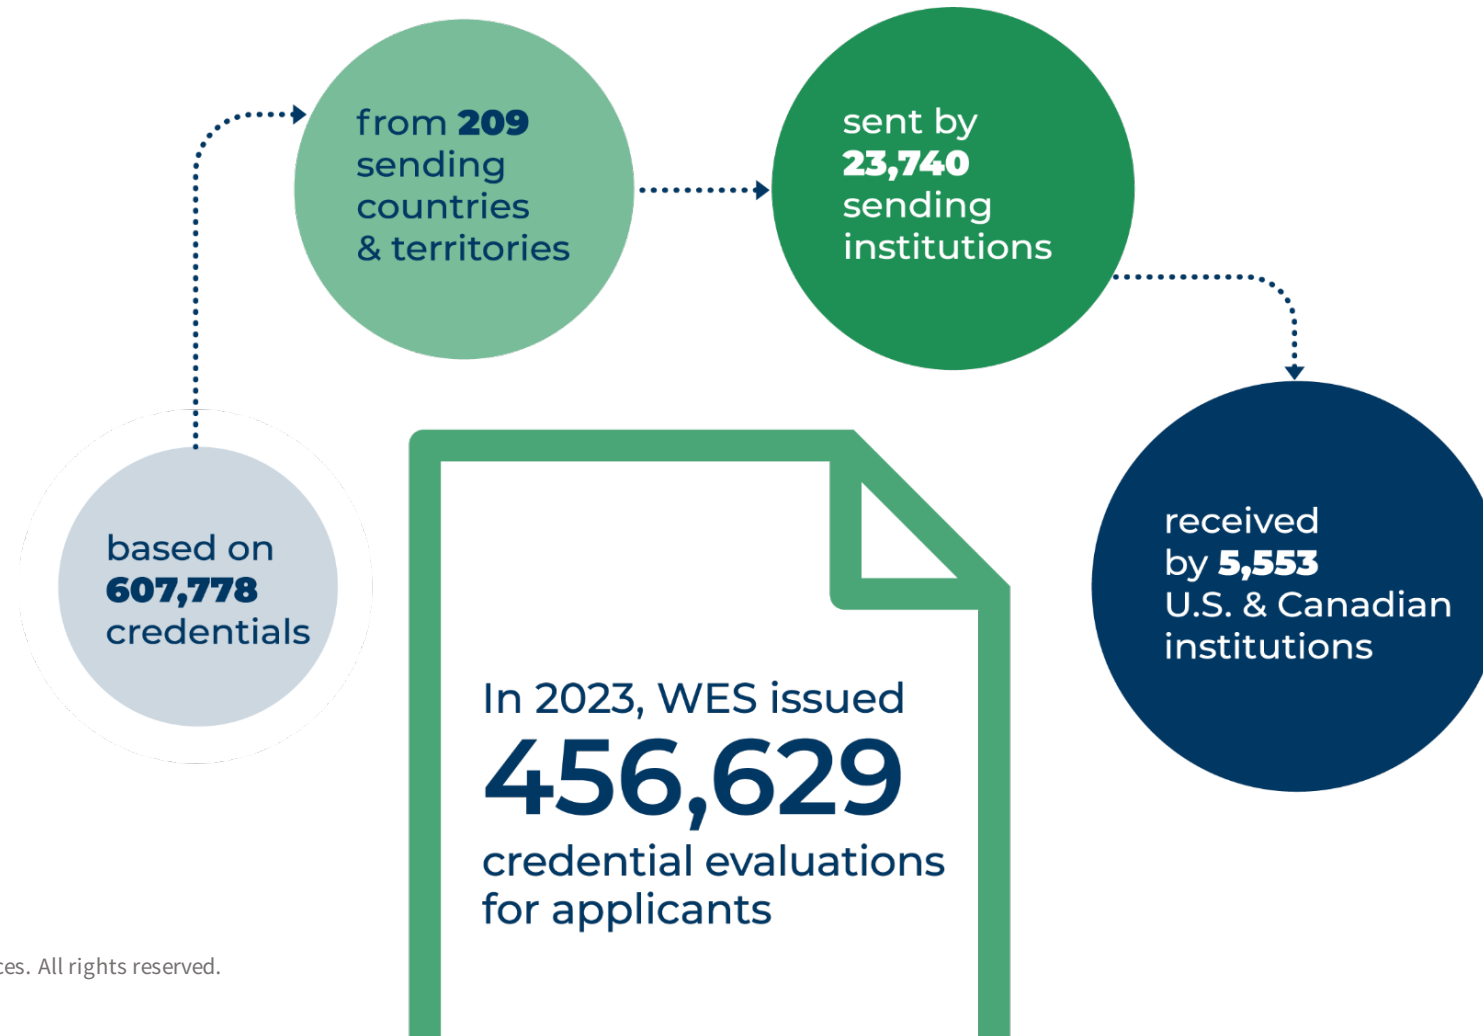 from 209
sending
countries
& territories
sent by
23,740
sending
institutions
based on
607,778
credentials
received
by 5,553
U.S. & Canadian
institutions
In 2023, WES issued
456,629
credential evaluations
for applicants
All rights reserved.